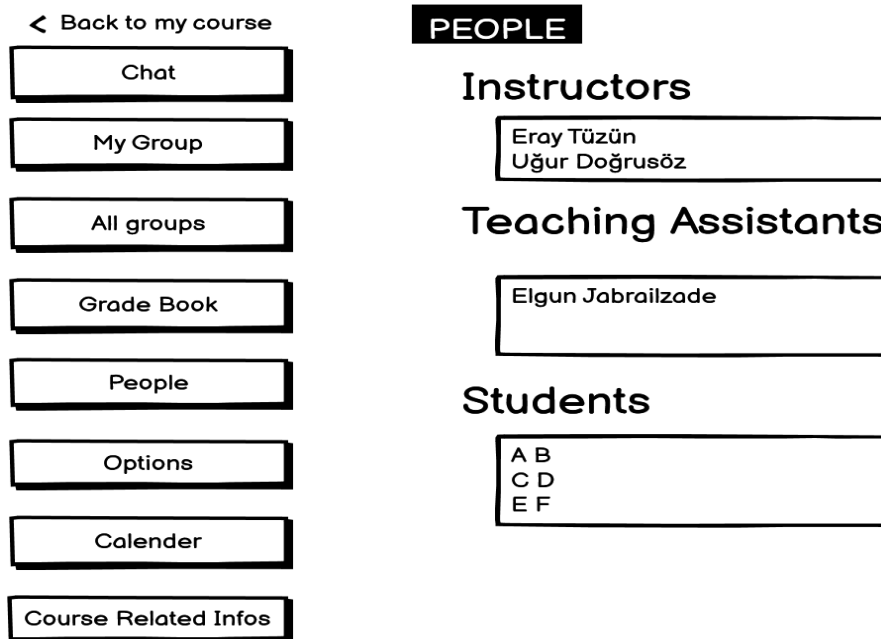 Back to my course
Chat
My Group
All groups
Grade Book
People
Options
Calender
Course Related Infos
PEOPLE
Instructors
Eray Tüzün
Uğur Doğrusöz
Teaching Assistants
Elgun Jabrailzade
Students
A B
C D
E F